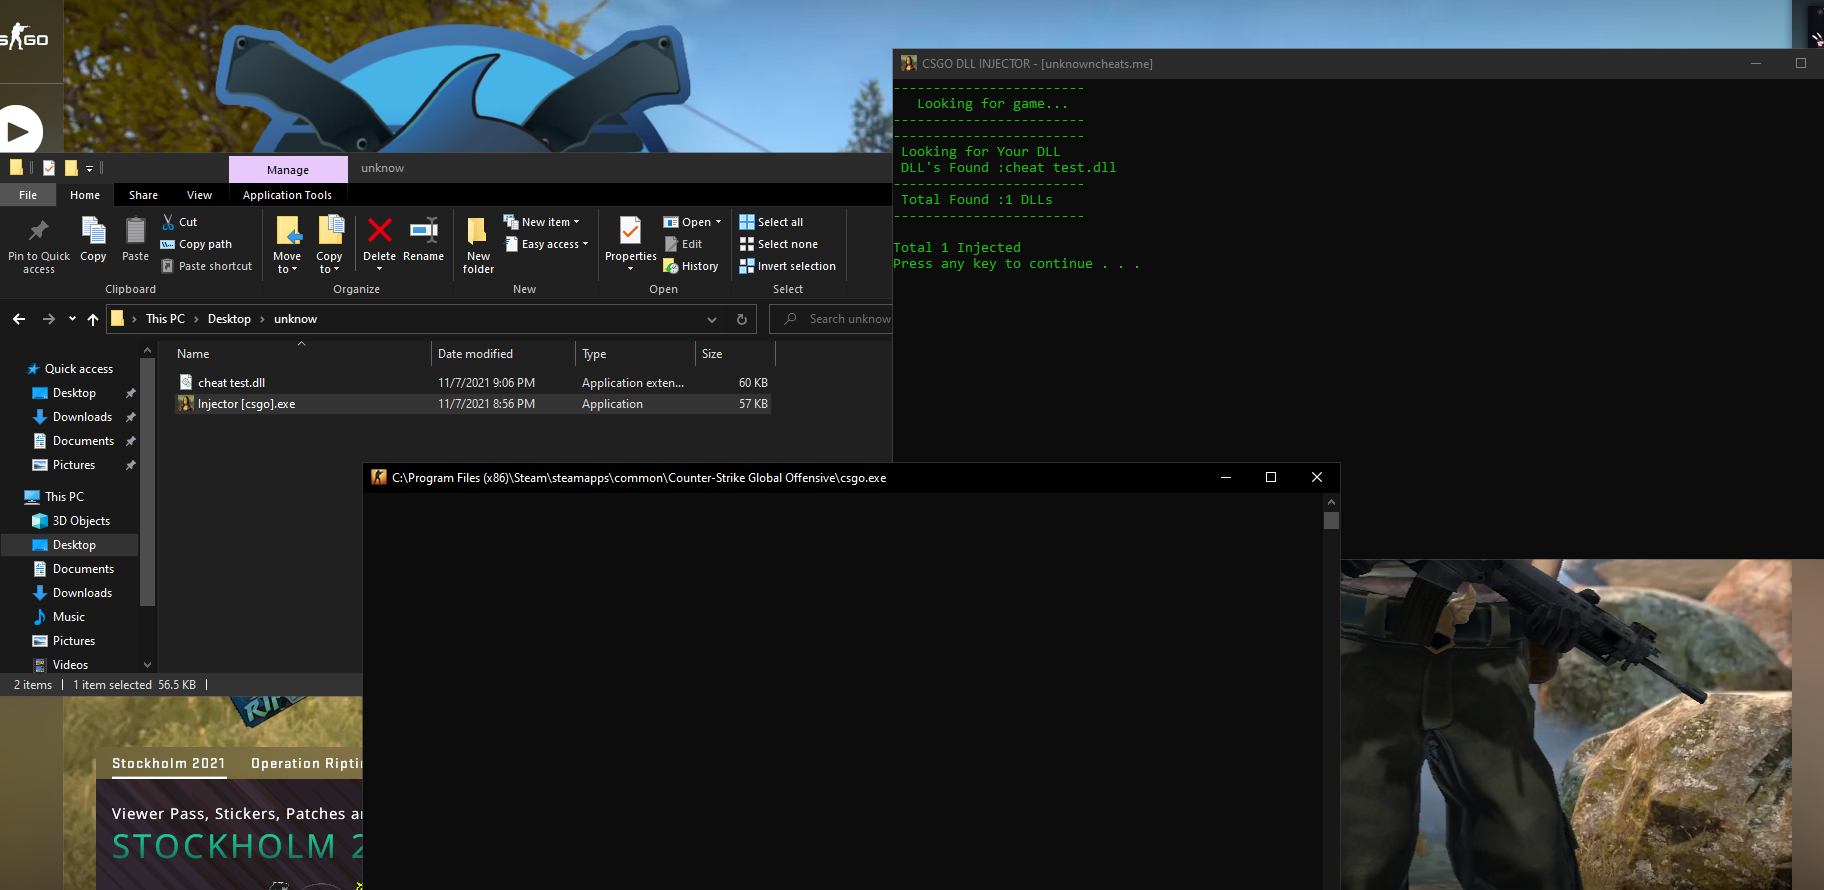 CSGO DLL INJECTOR - [unknowncheats.me]
------------------------
Looking for game...
------------------------
------------------------
Looking for Your DLL
DLL's Found :cheat test.dll
------------------------
Total Found :1 DLLs
------------------------
Total 1 Injected
Press any key to continue . . .
Manage
unknow
File
Home
Share
View
Application Tools
Pin to Quick access
Copy
Paste
Cut
Copy path
Paste shortcut
Clipboard
Move to
Copy to
Delete
Rename
Organize
New folder
New item
Easy access
New
Properties
Open
Edit
History
Open
Select all
Select none
Invert selection
Select
This PC > Desktop > unknow
Search unknow
Name Date modified Type Size
cheat test.dll 11/7/2021 9:06 PM Application exten... 60 KB
Injector [csgo].exe 11/7/2021 8:56 PM Application 57 KB
Quick access
Desktop
Downloads
Documents
Pictures
This PC
3D Objects
Desktop
Documents
Downloads
Music
Pictures
Videos
2 items | 1 item selected 56.5 KB |
C:\Program Files (x86)\Steam\steamapps\common\Counter-Strike Global Offensive\csgo.exe
Stockholm 2021 Operation Ripti
Viewer Pass, Stickers, Patches
STOCKHOLM 2